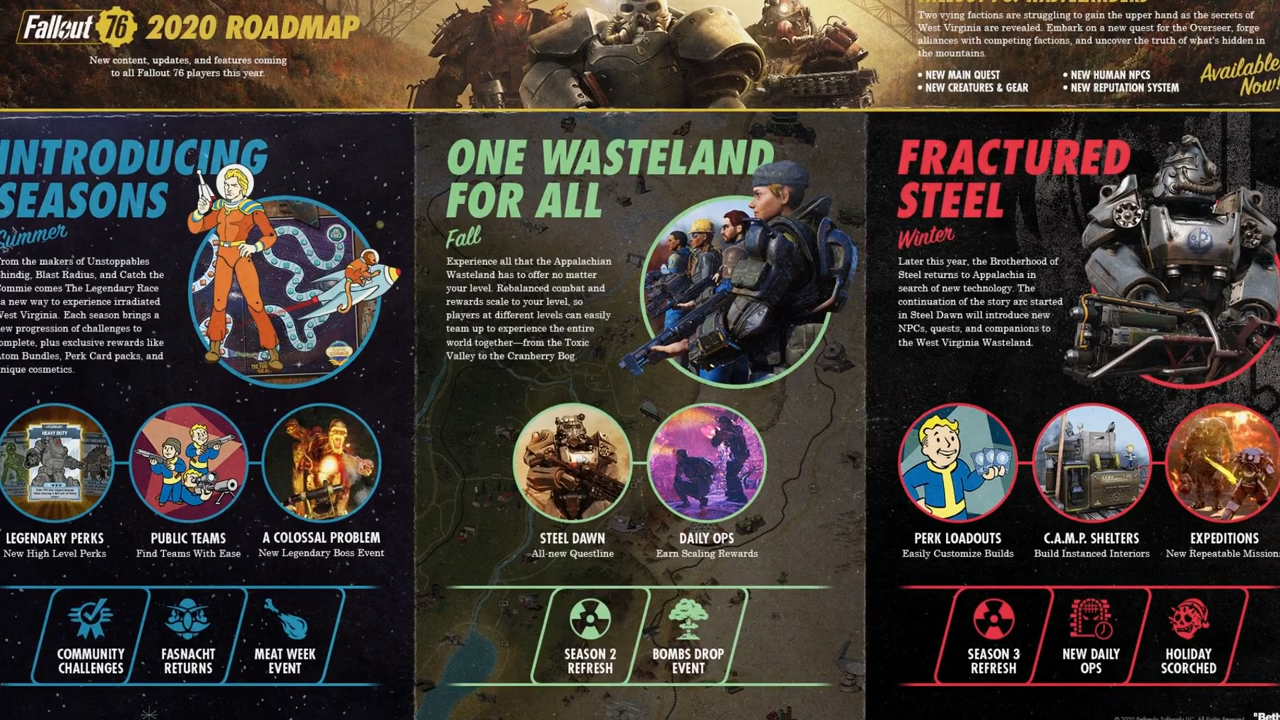 Fallout 76 2020 ROADMAP
New content, updates, and features coming
to all Fallout 76 players this year.
Two vying factions are struggling to gain the upper hand as the secrets of
West Virginia are revealed. Embark on a new quest for the Overseer, forge
alliances with competing factions, and uncover the truth of what's hidden in
the mountains.
• NEW MAIN QUEST
• NEW CREATURES & GEAR
• NEW HUMAN NPCS
• NEW REPUTATION SYSTEM
Available
Now!
INTRODUCING
SEASONS
Summer
From the makers of Unstoppables
Shindig, Blast Radius, and Catch the
Commie comes The Legendary Race
a new way to experience irradiated
West Virginia. Each season brings a
new progression of challenges to
complete, plus exclusive rewards like
Atom Bundles, Perk Card packs, and
unique cosmetics.
HEAVY DUTY
LEGENDARY PERKS
New High Level Perks
PUBLIC TEAMS
Find Teams With Ease
A COLOSSAL PROBLEM
New Legendary Boss Event
COMMUNITY
CHALLENGES
FASNACHT
RETURNS
MEAT WEEK
EVENT
ONE WASTELAND
FOR ALL
Fall
Experience all that the Appalachian
Wasteland has to offer no matter
your level. Rebalanced combat and
rewards scale to your level, so
players at different levels can easily
team up to experience the entire
world together—from the Toxic
Valley to the Cranberry Bog.
STEEL DAWN
All-new Questline
DAILY OPS
Earn Scaling Rewards
SEASON 2
REFRESH
BOMBS DROP
EVENT
FRACTURED
STEEL
Winter
Later this year, the Brotherhood of
Steel returns to Appalachia in
search of new technology. The
continuation of the story arc started
in Steel Dawn will introduce new
NPCs, quests, and companions to
the West Virginia Wasteland.
PERK LOADOUTS
Easily Customize Builds
C.A.M.P. SHELTERS
Build Instanced Interiors
EXPEDITIONS
New Repeatable Mission
SEASON 3
REFRESH
NEW DAILY
OPS
HOLIDAY
SCORCHED